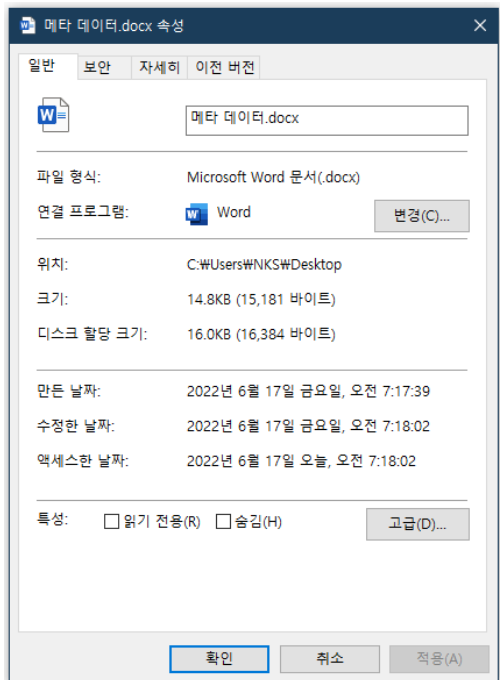 메타 데이터.docx 속성
일반 보안 자세히 이전 버전
메타 데이터.docx
파일 형식: Microsoft Word 문서(.docx)
연결 프로그램: Word 변경(C)...
위치: C:₩Users₩NKS₩Desktop
크기: 14.8KB (15,181 바이트)
디스크 할당 크기: 16.0KB (16,384 바이트)
만든 날짜: 2022년 6월 17일 금요일, 오전 7:17:39
수정한 날짜: 2022년 6월 17일 금요일, 오전 7:18:02
액세스한 날짜: 2022년 6월 17일 오늘, 오전 7:18:02
특성: 읽기 전용(R) 숨김(H) 고급(D)...
확인 취소 적용(A)